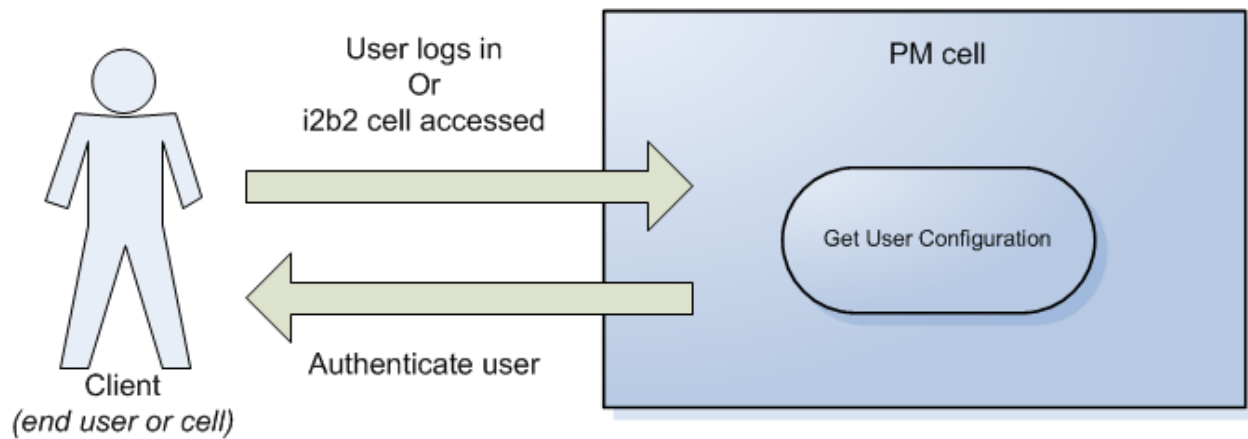 User logs in
Or
i2b2 cell accessed
PM cell
Get User Configuration
Authenticate user
Client
(end user or cell)